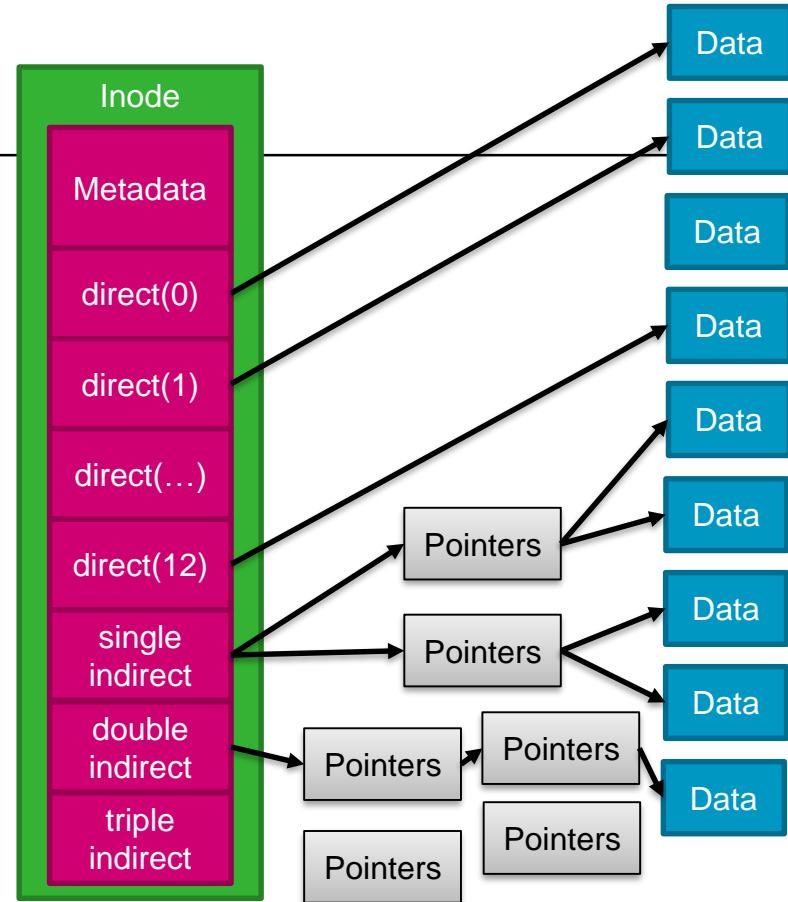 Inode
Metadata
direct(0)
direct(1)
direct(…)
direct(12)
single
indirect
double
indirect
triple
indirect
Pointers
Pointers
Pointers
Pointers
Pointers
Pointers
Data
Data
Data
Data
Data
Data
Data
Data
Data